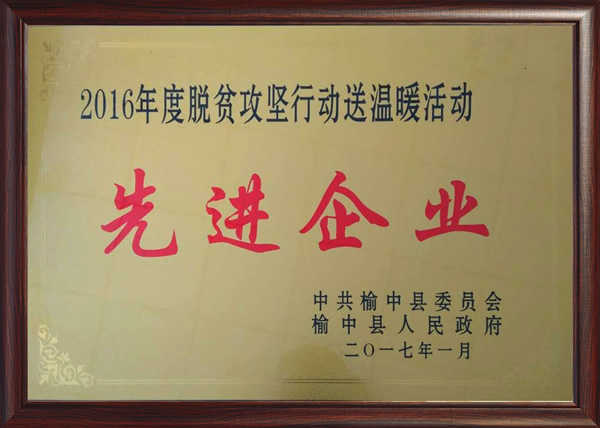 2016年度脱贫攻坚行动送温暖活动
先进企业
中共榆中县委员会
榆中县人民政府
二〇一七年一月